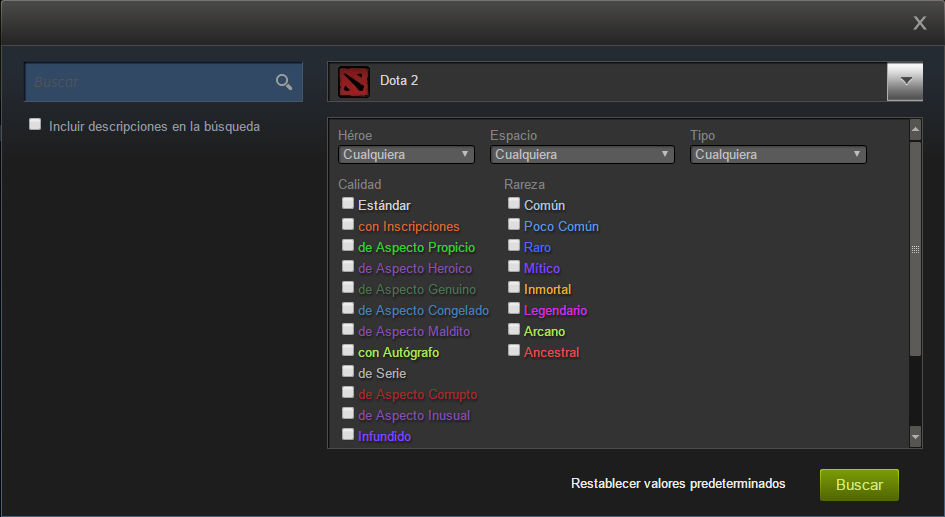 X
Buscar
Dota 2
Incluir descripciones en la búsqueda
Héroe Espacio Tipo
Cualquiera Cualquiera Cualquiera
Calidad Rareza
Estándar Común
con Inscripciones Poco Común
de Aspecto Propicio Raro
de Aspecto Heroico Mítico
de Aspecto Genuino Inmortal
de Aspecto Congelado Legendario
de Aspecto Maldito Arcano
con Autógrafo Ancestral
de Serie
de Aspecto Corrupto
de Aspecto Inusual
Infundido
Restablecer valores predeterminados Buscar